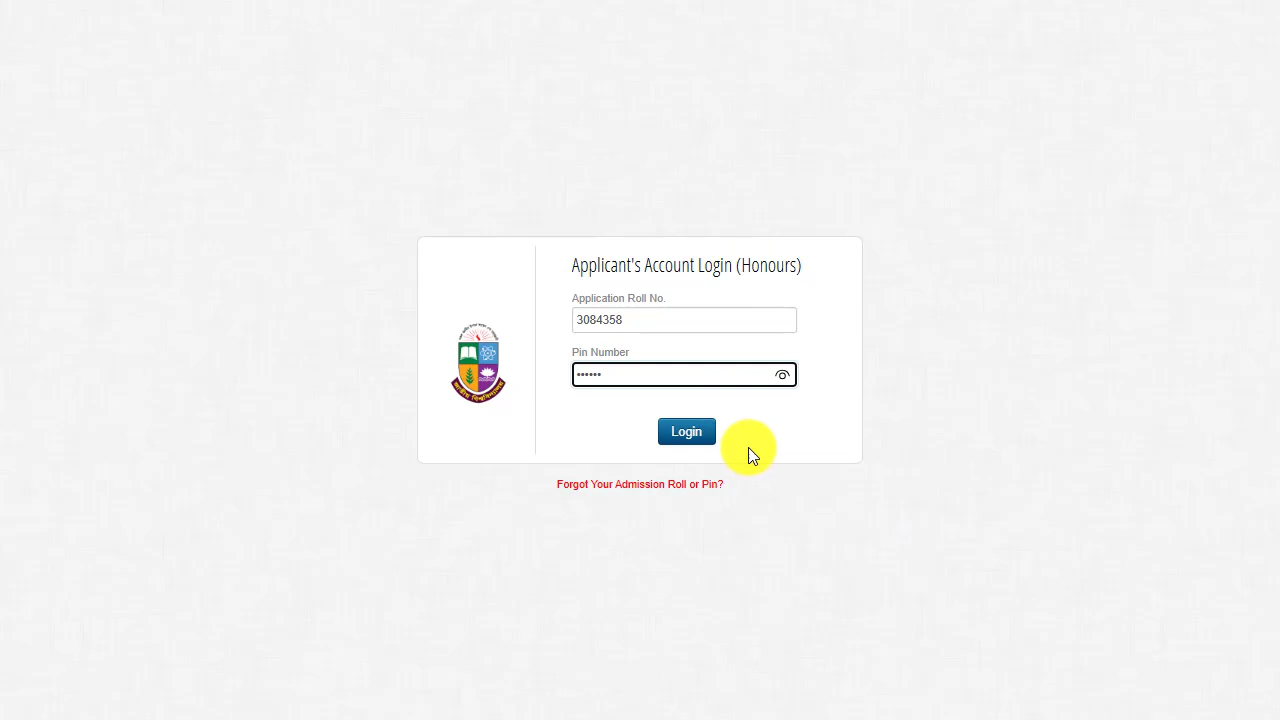 Applicant's Account Login (Honours)
Application Roll No.
3084358
Pin Number
••••••
Login
Forgot Your Admission Roll or Pin?